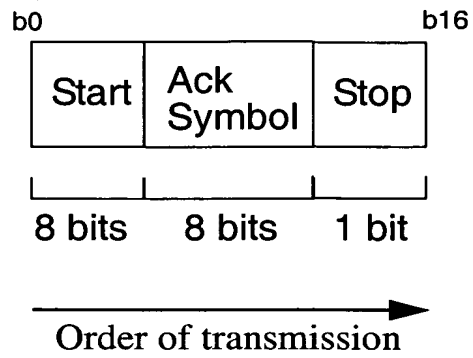 b0 b16
Start Ack Symbol Stop
8 bits 8 bits 1 bit
Order of transmission